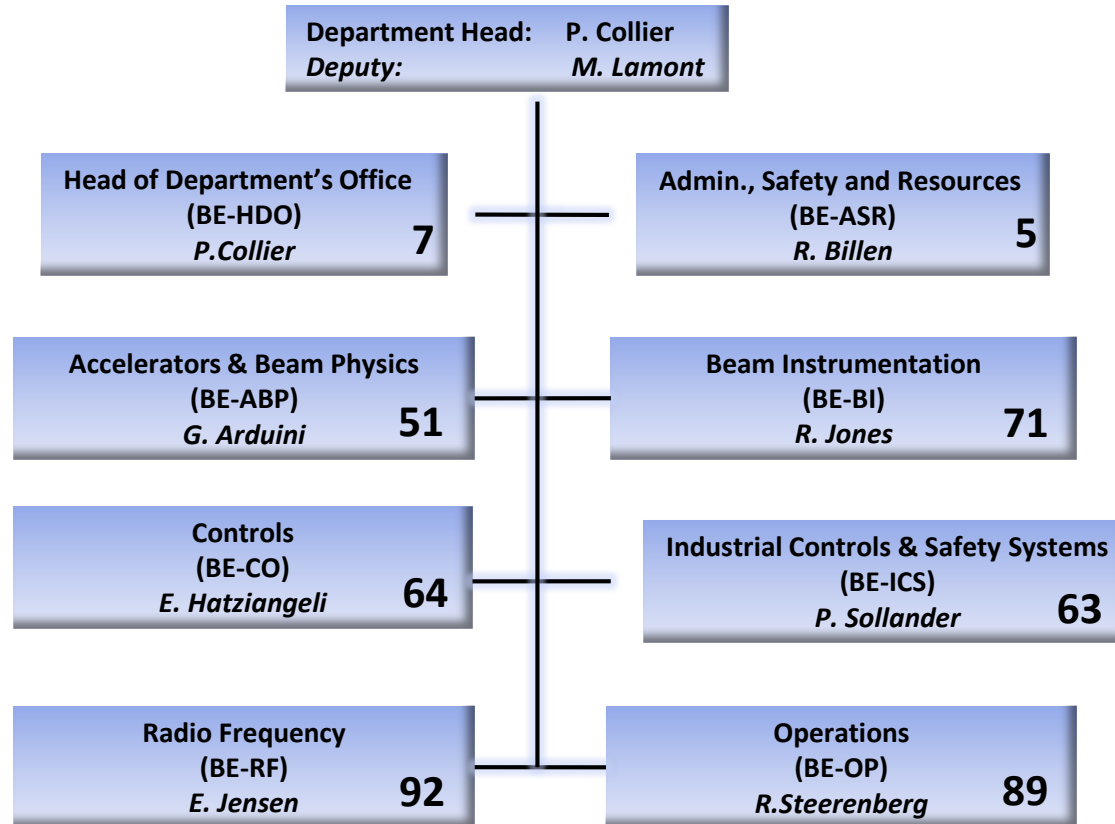 Department Head: P. Collier
Deputy: M. Lamont
Head of Department's Office
(BE-HDO)
P.Collier
7
Admin., Safety and Resources
(BE-ASR)
R. Billen
5
Accelerators & Beam Physics
(BE-ABP)
G. Arduini
51
Beam Instrumentation
(BE-BI)
R. Jones
71
Controls
(BE-CO)
E. Hatziangeli
64
Industrial Controls & Safety Systems
(BE-ICS)
P. Sollander
63
Radio Frequency
(BE-RF)
E. Jensen
92
Operations
(BE-OP)
R.Steerenberg
89